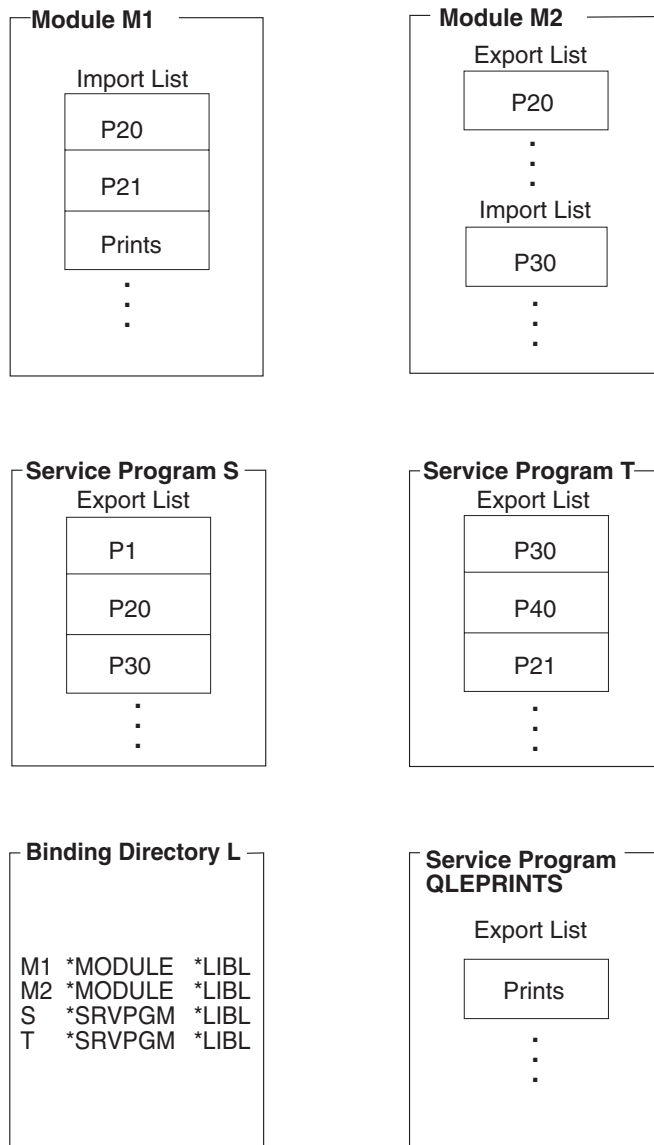 Module M1
Import List
P20
P21
Prints
Module M2
Export List
P20
Import List
P30
Service Program S
Export List
P1
P20
P30
Service Program T
Export List
P30
P40
P21
Binding Directory L
M1 *MODULE *LIBL
M2 *MODULE *LIBL
S *SRVPGM *LIBL
T *SRVPGM *LIBL
Service Program
QLEPRINTS
Export List
Prints